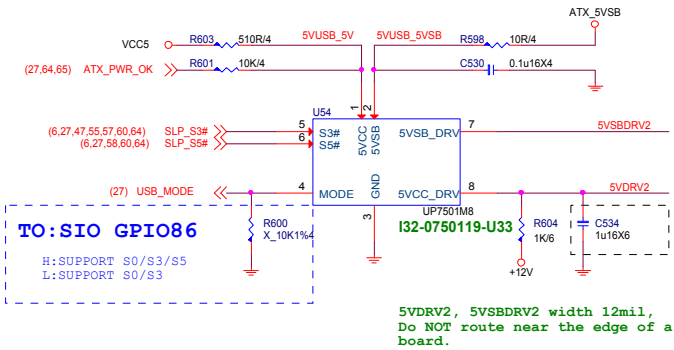 ATX_5VSB
VCC5 R603 510R/4 5VUSB_5V 5VUSB_5VSB R598 10R/4
(27,64,65) ATX_PWR_OK R601 10K/4 C530 0.1u16X4
U54
1 2
(6,27,47,55,57,60,64) SLP_S3# 5 S3# 5VCC 5VSB 5VSB_DRV 7 5VSBDRV2
(6,27,58,60,64) SLP_S5# 6 S5#
(27) USB_MODE 4 MODE GND 5VCC_DRV 8 5VDRV2
3 UP7501M8
TO:SIO GPIO86 R600 I32-0750119-U33 R604 C534
X_10K1%4 1K/6 1u16X6
H:SUPPORT S0/S3/S5
L:SUPPORT S0/S3
+12V
5VDRV2, 5VSBDRV2 width 12mil,
Do NOT route near the edge of a
board.